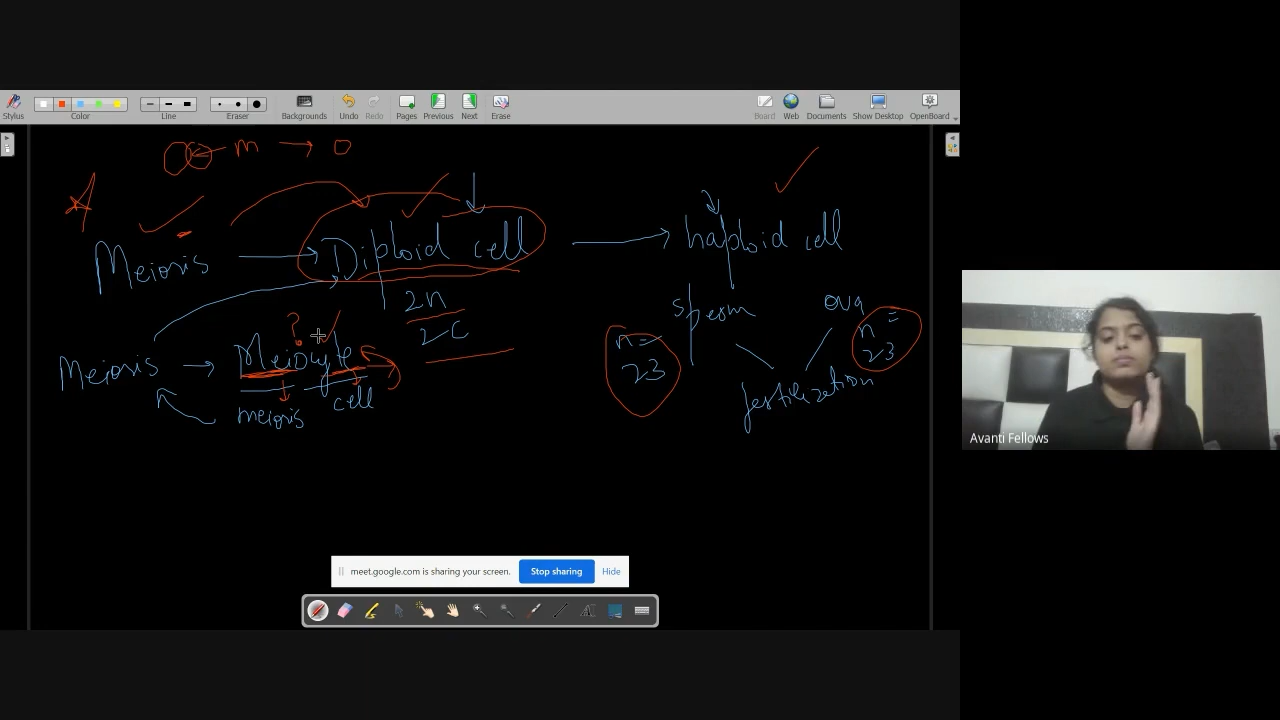 Stylus Color Line Eraser Backgrounds Undo Redo Pages Previous Next Erase Board Web Documents Show Desktop OpenBoard
m → 0
Meiosis → Diploid cell → haploid cell
2n
2c
sperm ova
n = 23
n = 23
fertilization
?
Meiosis → Meiocyte
meiosis cell
Avanti Fellows
meet.google.com is sharing your screen. Stop sharing Hide